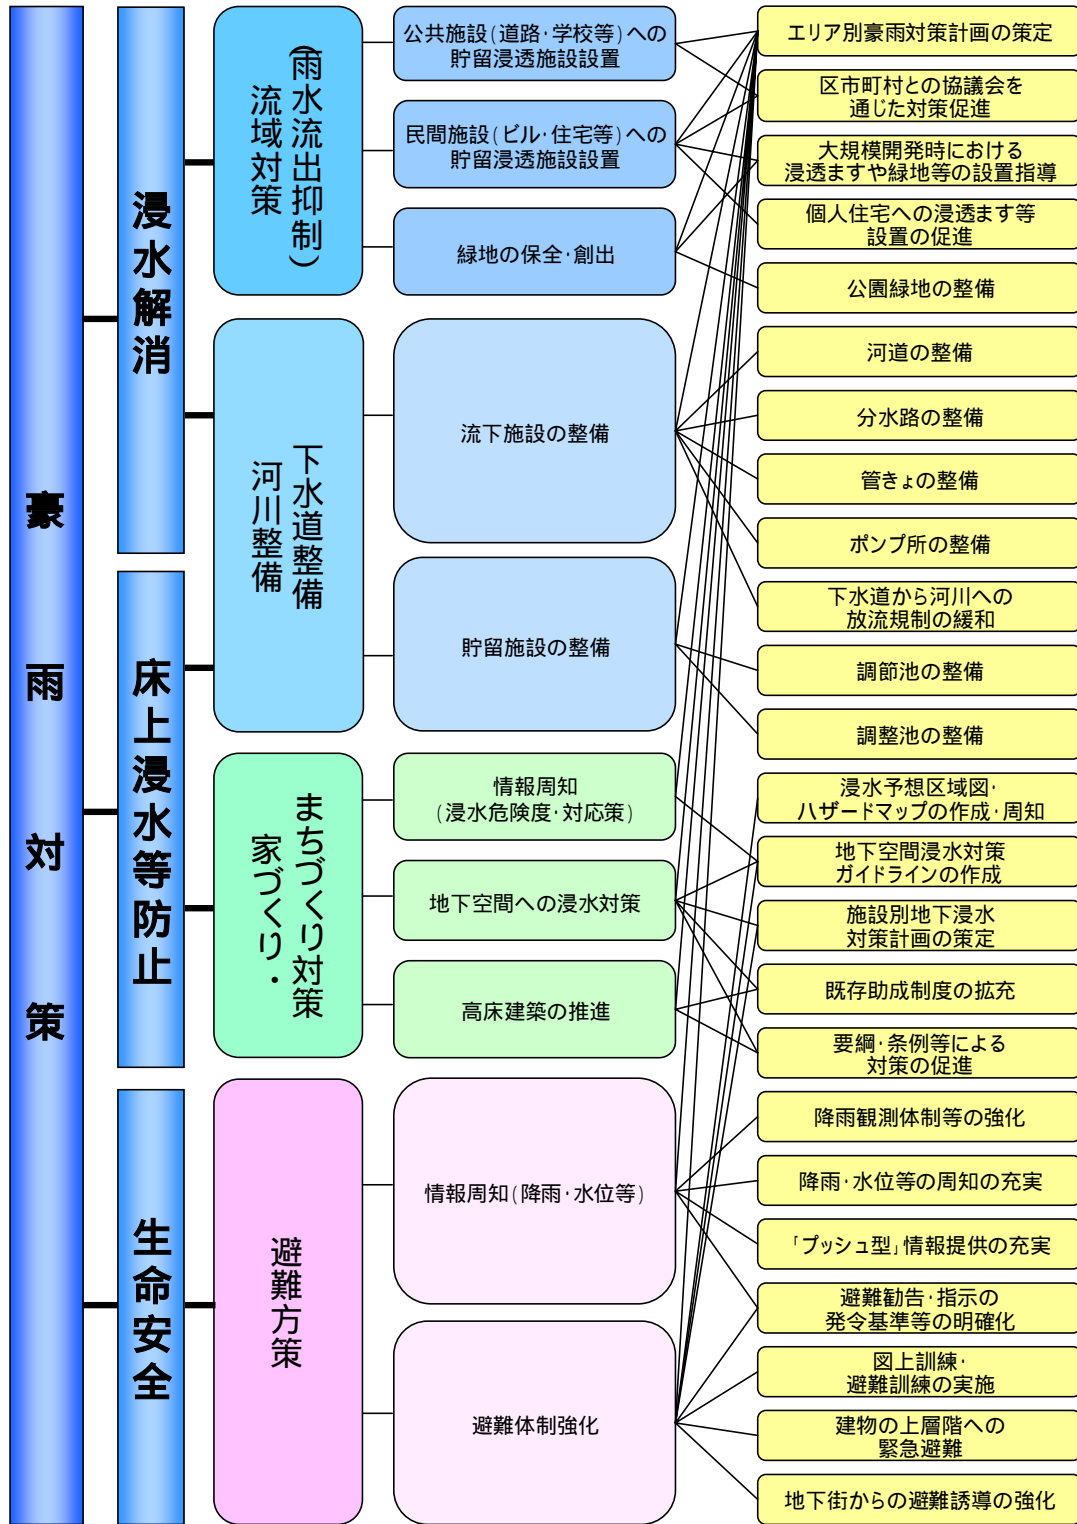 豪雨対策
浸水解消
床上浸水等防止
生命安全
流域対策
(雨水流出抑制)
河川整備
下水道整備
家づくり・
まちづくり対策
避難方策
公共施設(道路・学校等)への
貯留浸透施設設置
民間施設(ビル・住宅等)への
貯留浸透施設設置
緑地の保全・創出
流下施設の整備
貯留施設の整備
情報周知
(浸水危険度・対応策)
地下空間への浸水対策
高床建築の推進
情報周知(降雨・水位等)
避難体制強化
エリア別豪雨対策計画の策定
区市町村との協議会を
通じた対策促進
大規模開発時における
浸透ますや緑地等の設置指導
個人住宅への浸透ます等
設置の促進
公園緑地の整備
河道の整備
分水路の整備
管きょの整備
ポンプ所の整備
下水道から河川への
放流規制の緩和
調節池の整備
調整池の整備
浸水予想区域図・
ハザードマップの作成・周知
地下空間浸水対策
ガイドラインの作成
施設別地下浸水
対策計画の策定
既存助成制度の拡充
要綱・条例等による
対策の促進
降雨観測体制等の強化
降雨・水位等の周知の充実
「プッシュ型」情報提供の充実
避難勧告・指示の
発令基準等の明確化
図上訓練・
避難訓練の実施
建物の上層階への
緊急避難
地下街からの避難誘導の強化